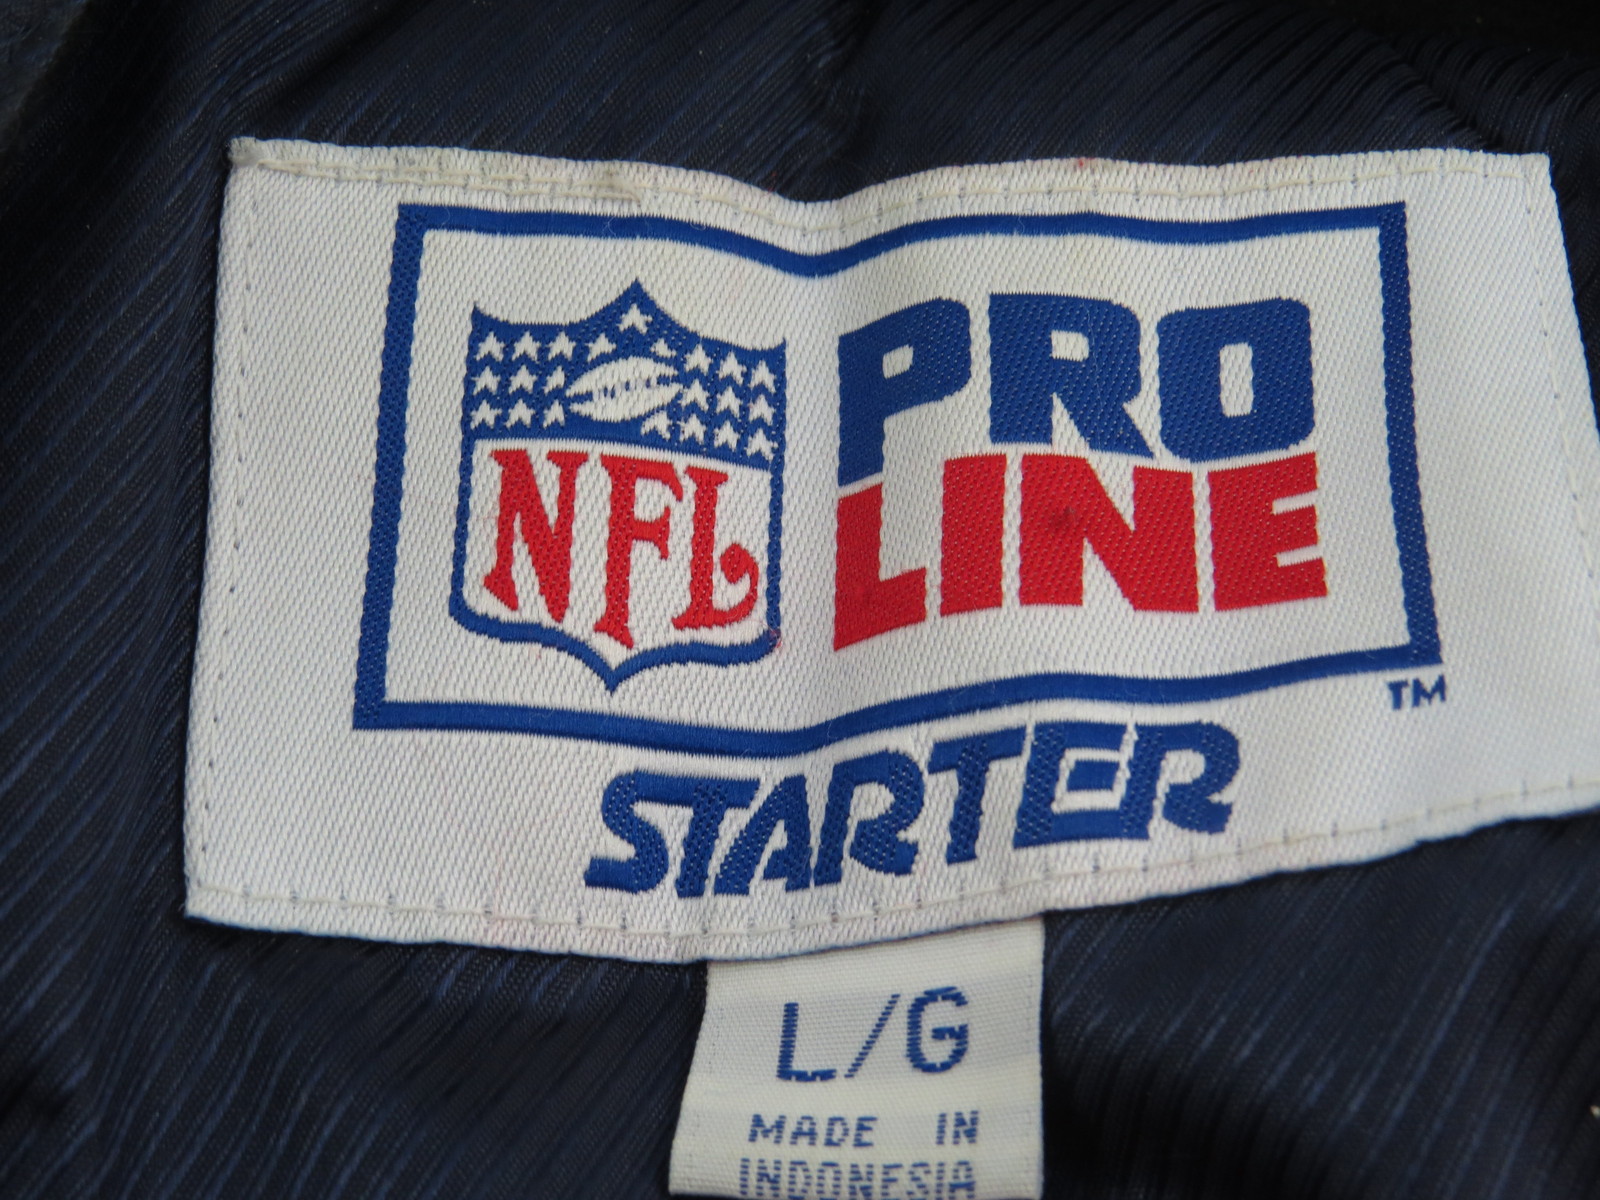 NFL
PRO
LINE
TM
STARTER
L/G
MADE IN
INDONESIA